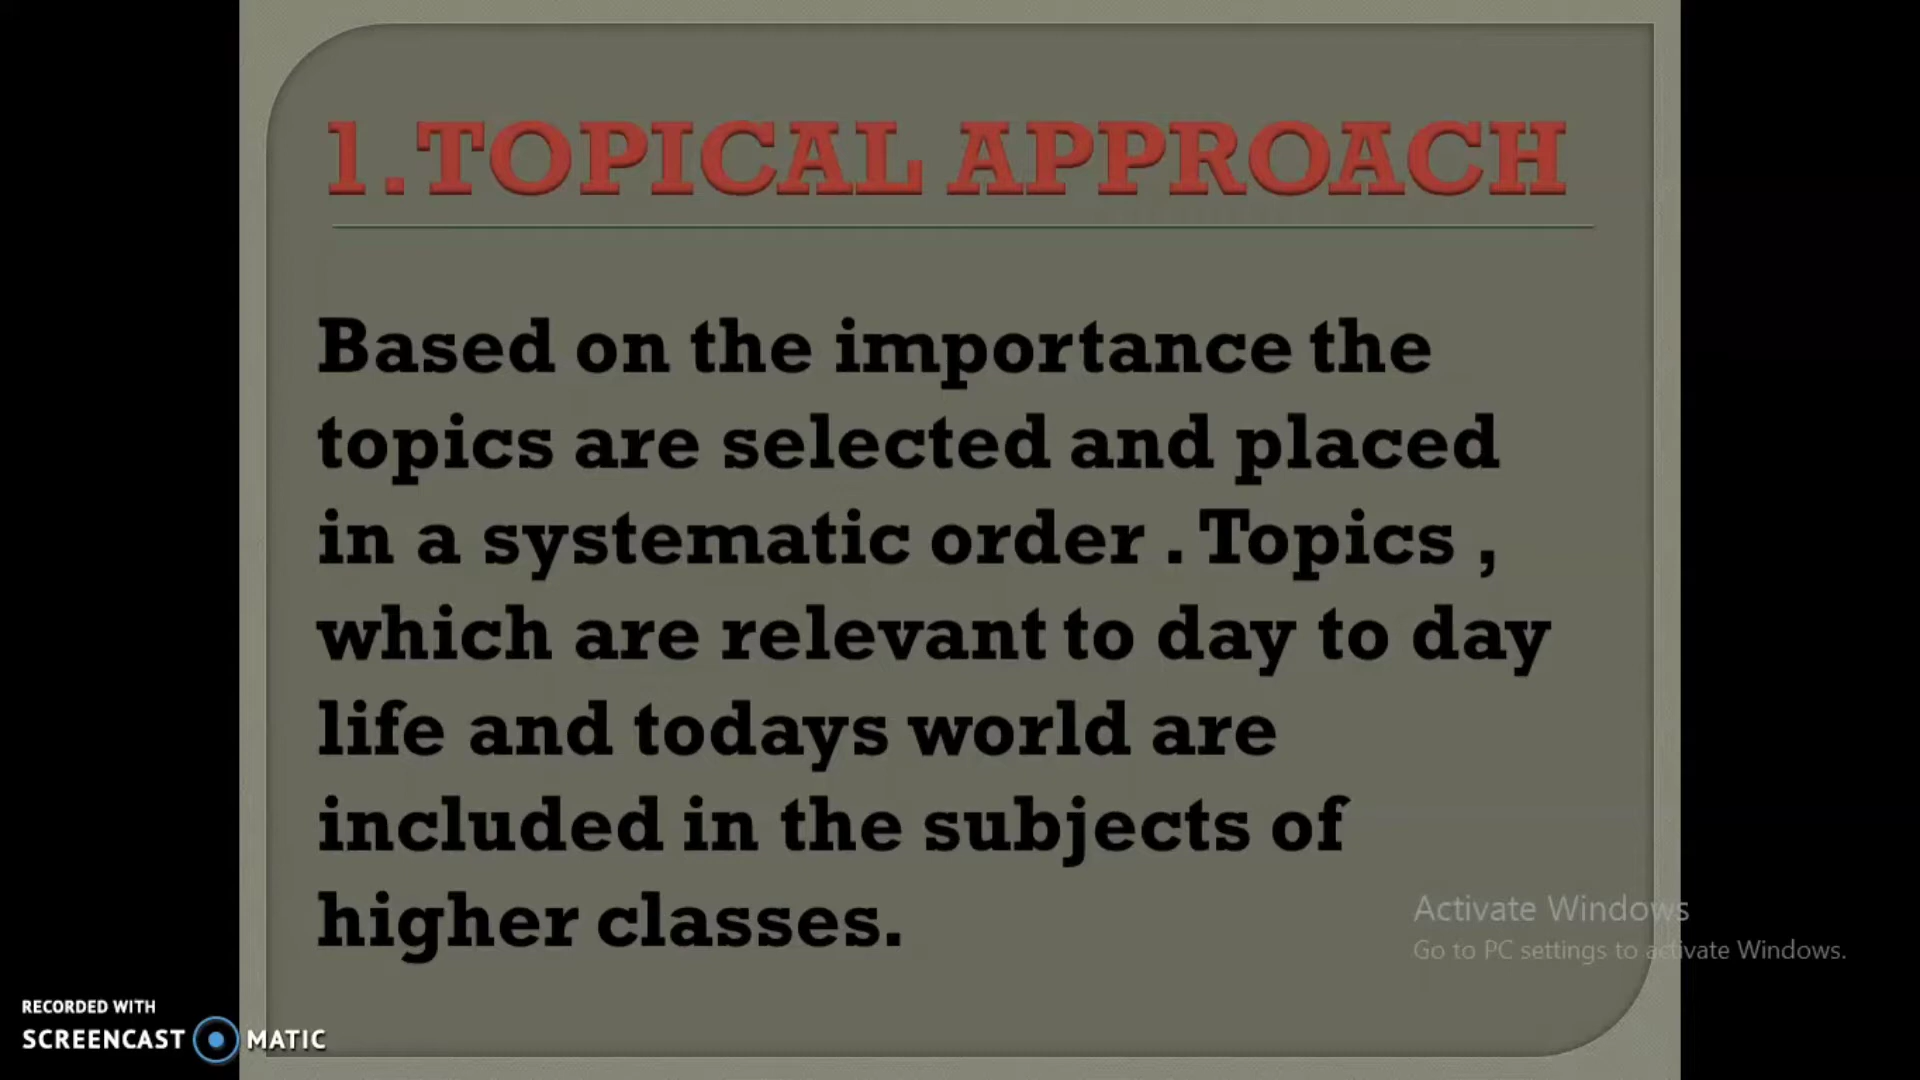 1.TOPICAL APPROACH
Based on the importance the
topics are selected and placed
in a systematic order . Topics ,
which are relevant to day to day
life and todays world are
included in the subjects of
higher classes.
Activate Windows
Go to PC settings to activate Windows.
RECORDED WITH
SCREENCAST MATIC